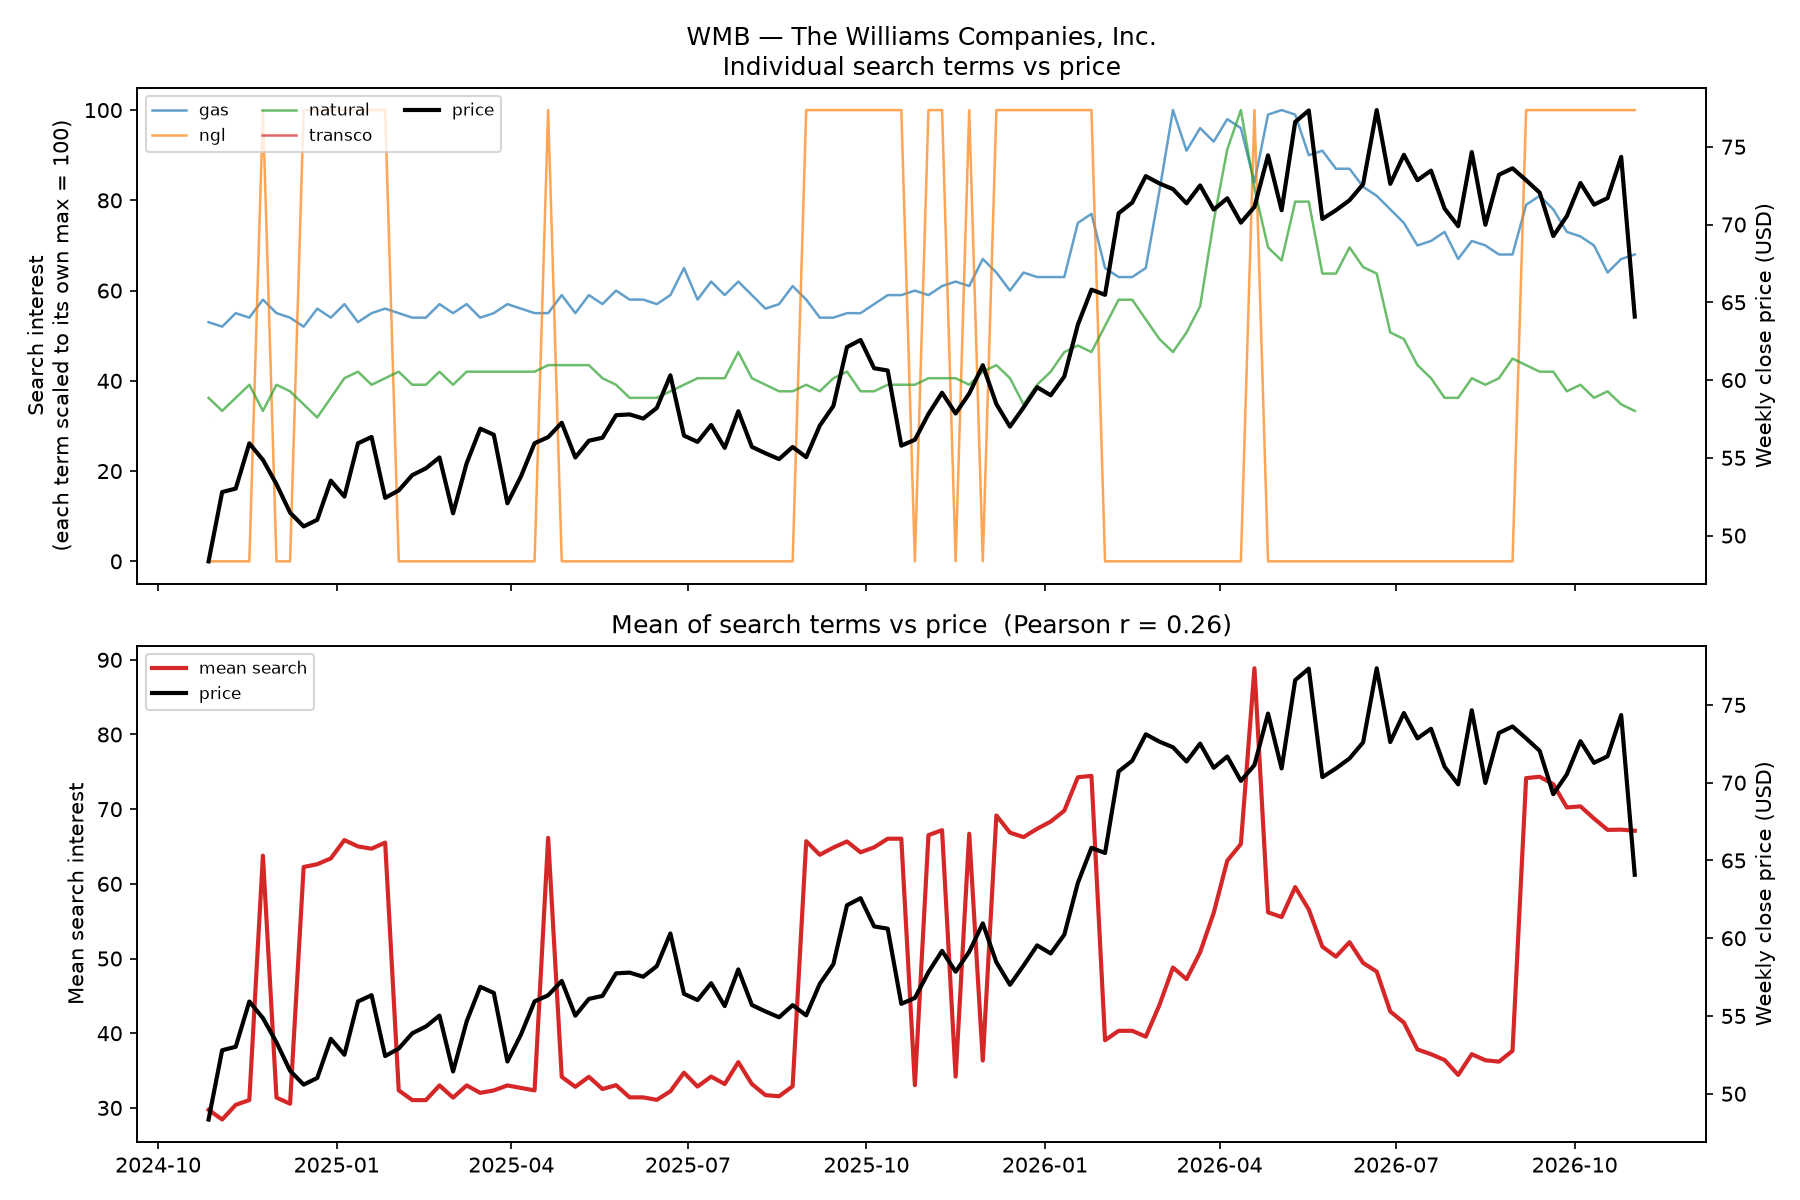 WMB — The Williams Companies, Inc.
Individual search terms vs price
gas
ngl
natural
transco
price
100
80
60
40
20
0
Search interest
(each term scaled to its own max = 100)
75
70
65
60
55
50
Weekly close price (USD)
Mean of search terms vs price (Pearson r = 0.26)
mean search
price
90
80
70
60
50
40
30
Mean search interest
75
70
65
60
55
50
Weekly close price (USD)
2024-10
2025-01
2025-04
2025-07
2025-10
2026-01
2026-04
2026-07
2026-10